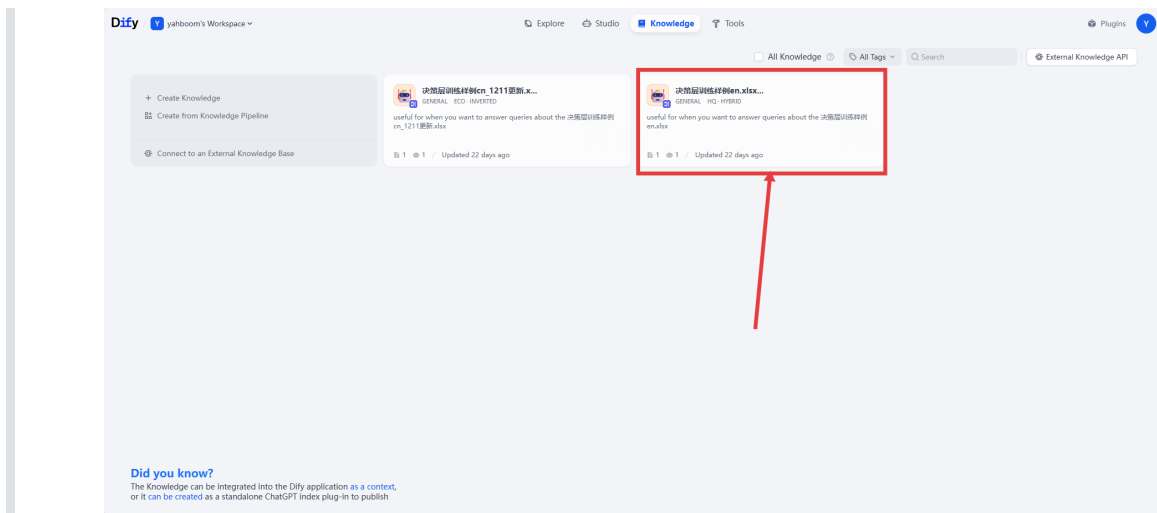 Dify / Y yahboom's Workspace
Explore
Studio
Knowledge
Tools
Plugins
Y
All Knowledge
All Tags
Search
External Knowledge API
+ Create Knowledge
Create from Knowledge Pipeline
Connect to an External Knowledge Base
决策层训练样例cn_1211更新.x...
GENERAL ECO · INVERTED
useful for when you want to answer queries about the 决策层训练样例
cn_1211更新.xlsx
1 1 / Updated 22 days ago
决策层训练样例en.xlsx...
GENERAL HQ · HYBRID
useful for when you want to answer queries about the 决策层训练样例
en.xlsx
1 1 / Updated 22 days ago
Did you know?
The Knowledge can be integrated into the Dify application as a context,
or it can be created as a standalone ChatGPT index plug-in to publish